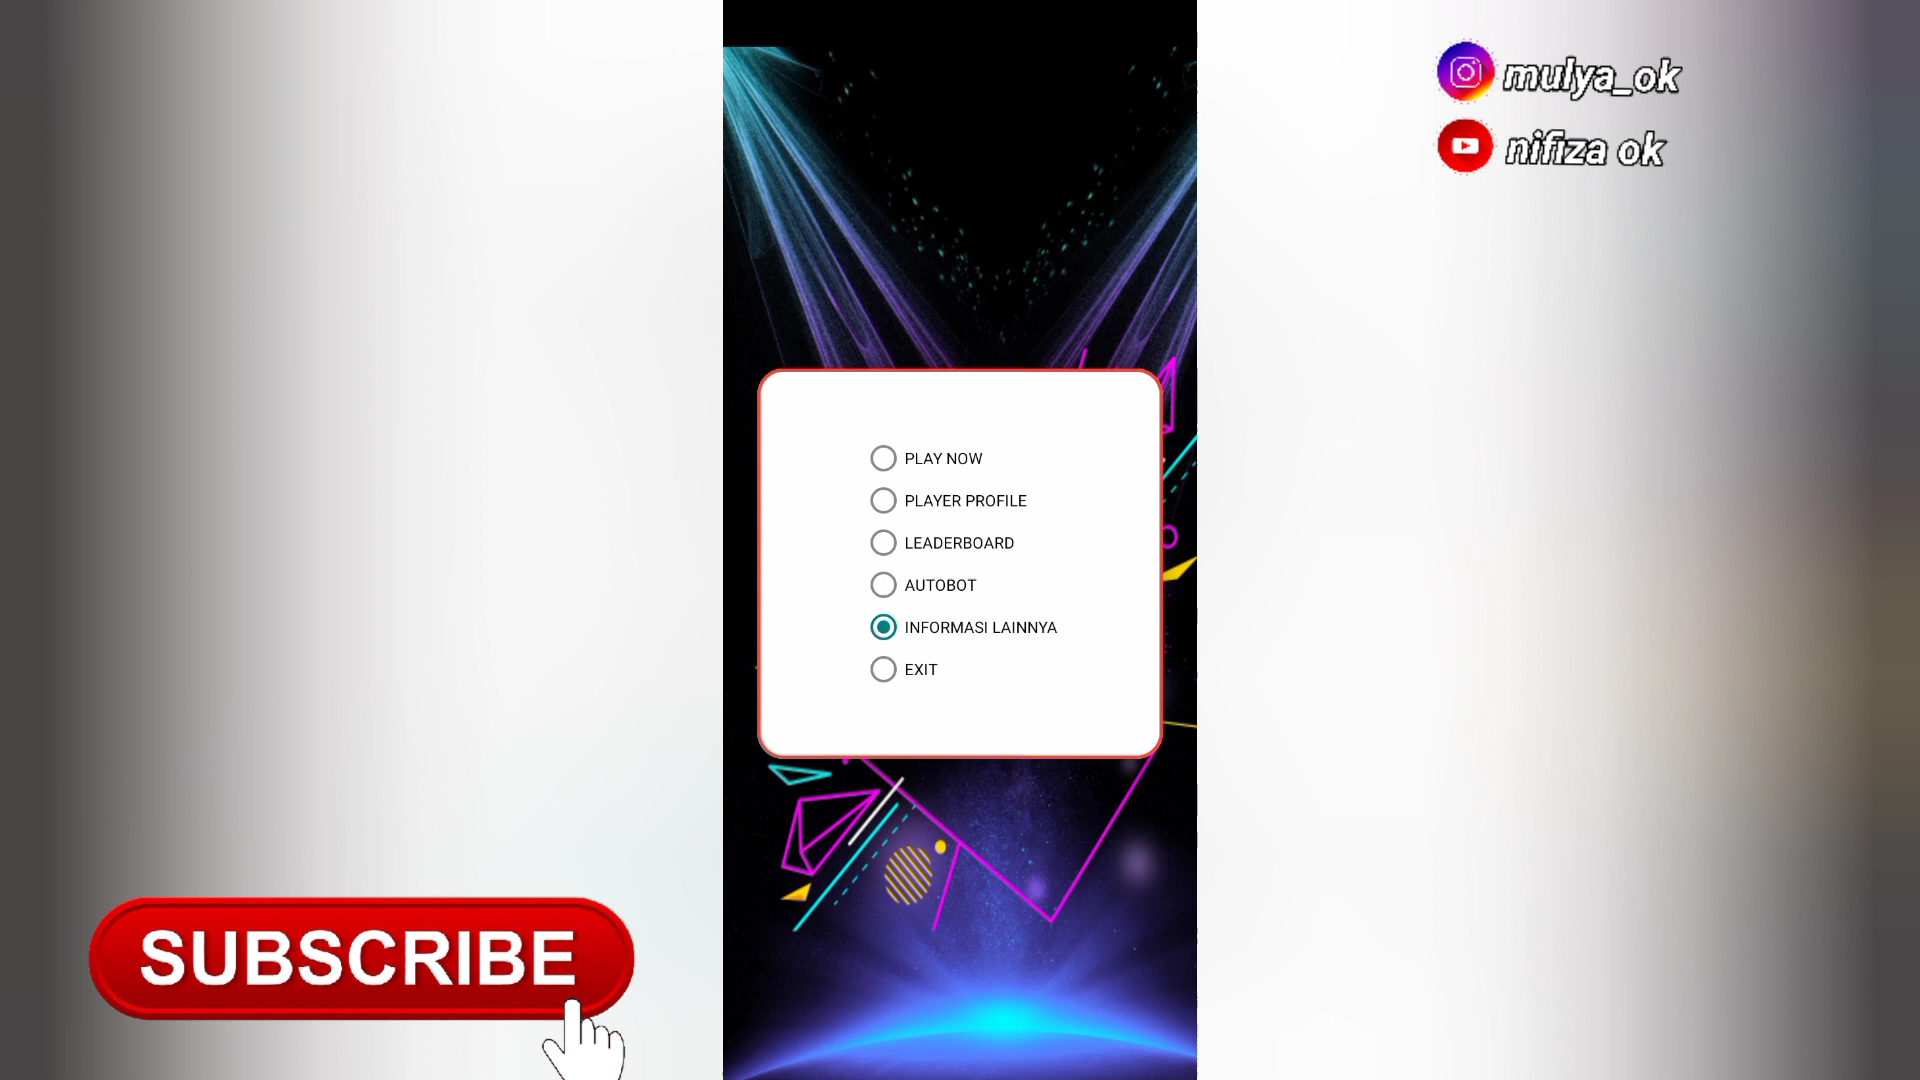 mulya_ok
nifiza ok
PLAY NOW
PLAYER PROFILE
LEADERBOARD
AUTOBOT
INFORMASI LAINNYA
EXIT
SUBSCRIBE